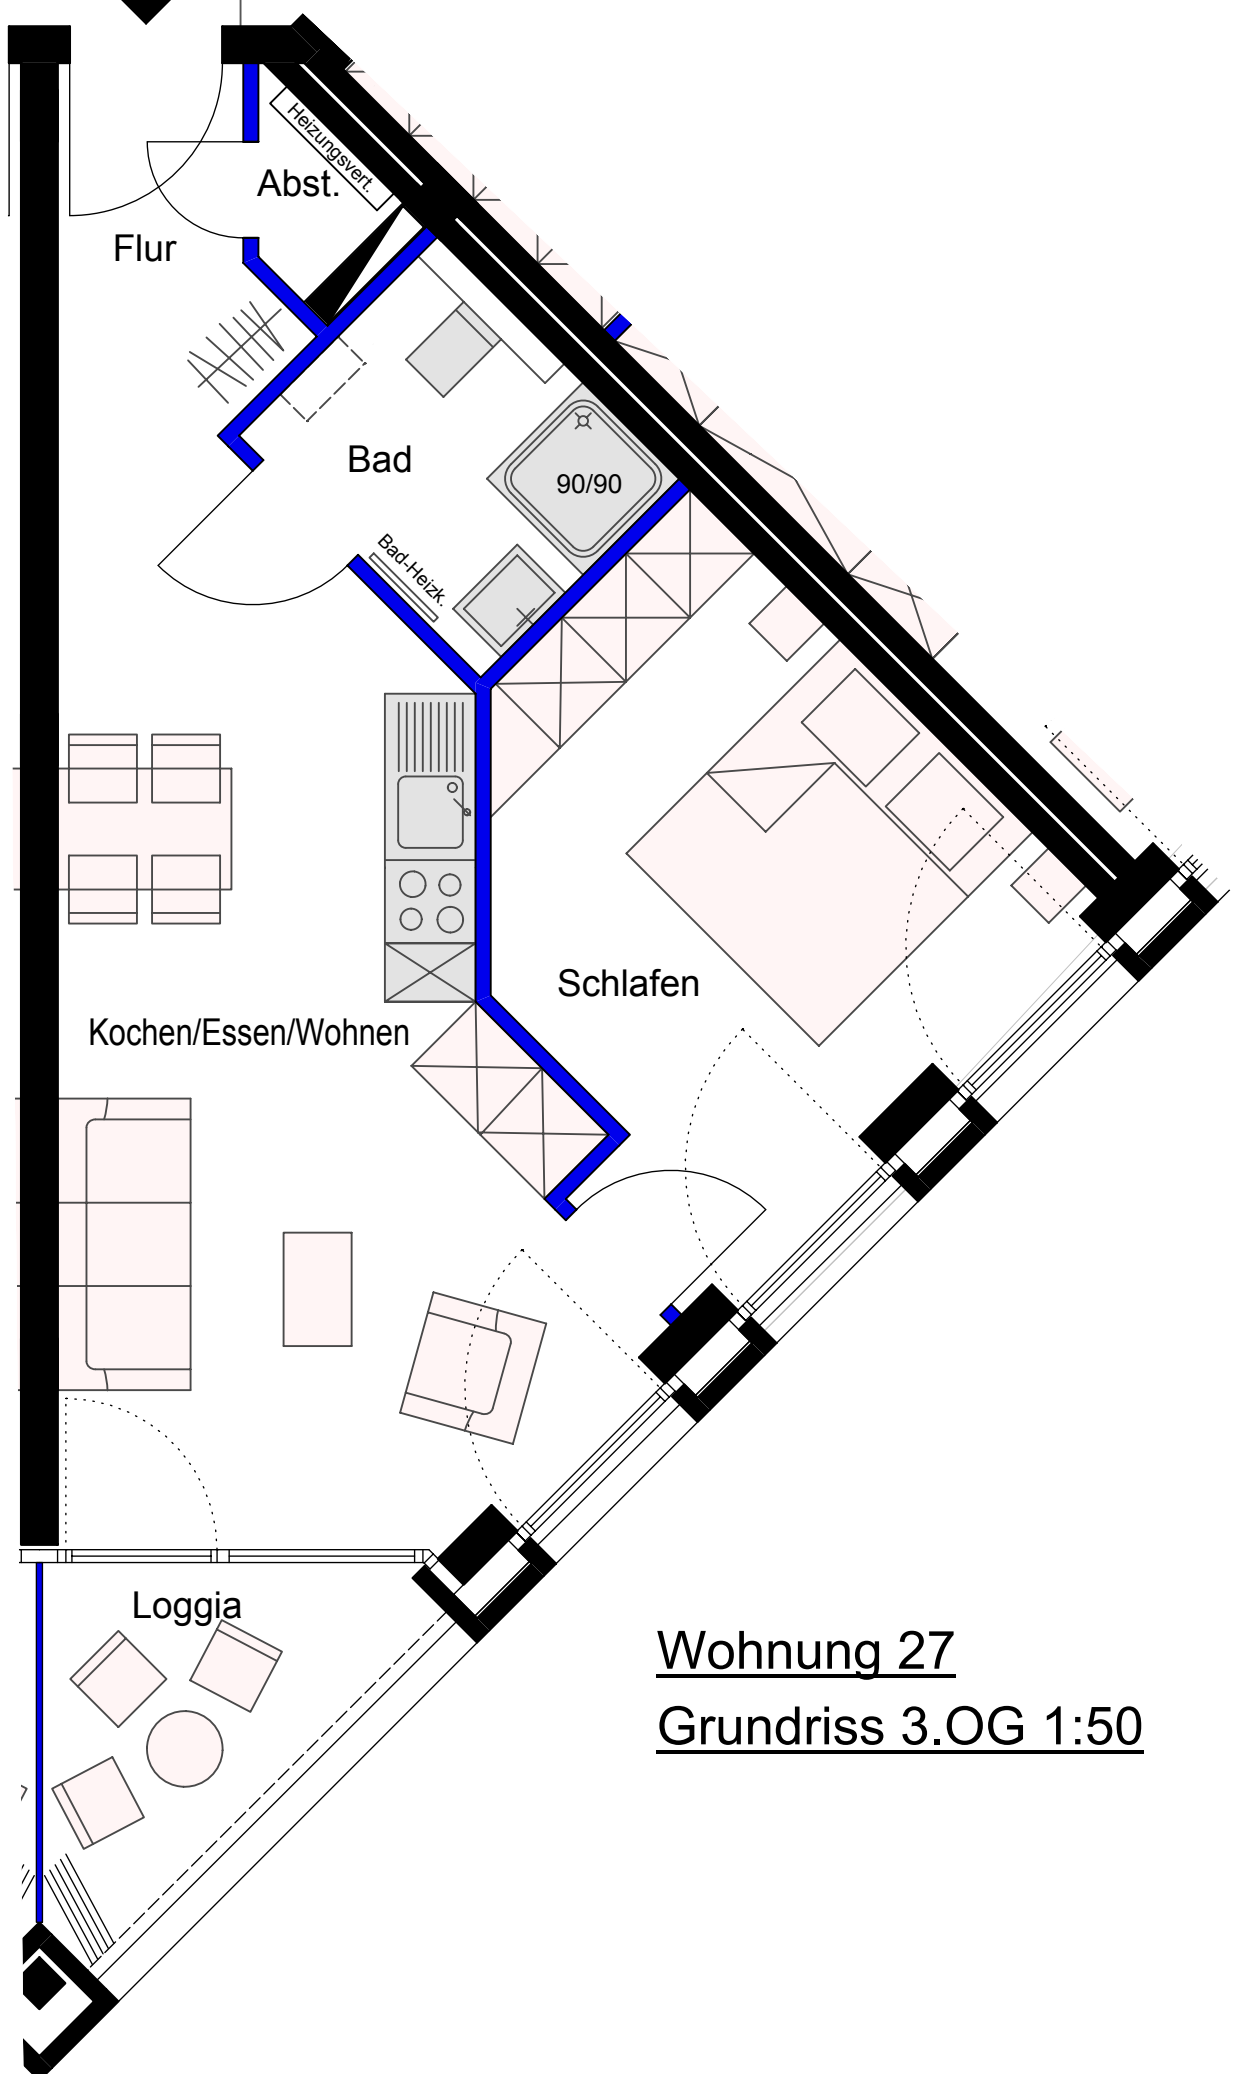 Heizungsvert.
Abst.
Flur
Bad
90/90
Bad-Heizk.
Schlafen
Kochen/Essen/Wohnen
Loggia
Wohnung 27
Grundriss 3.OG 1:50